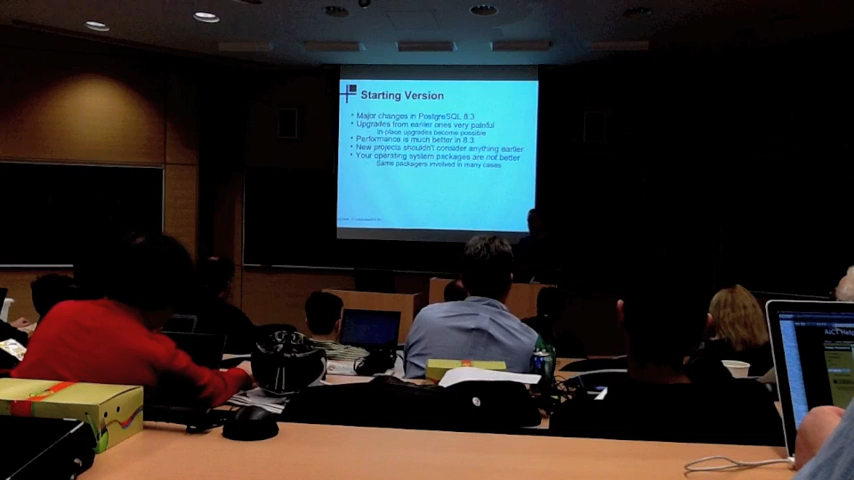 Starting Version
• Major changes in PostgreSQL 8.3
• Upgrades from earlier ones very painful
In place upgrades become possible
• Performance is much better in 8.3
• New projects shouldn't consider anything earlier
• Your operating system packages are not better
Same packagers involved in many cases